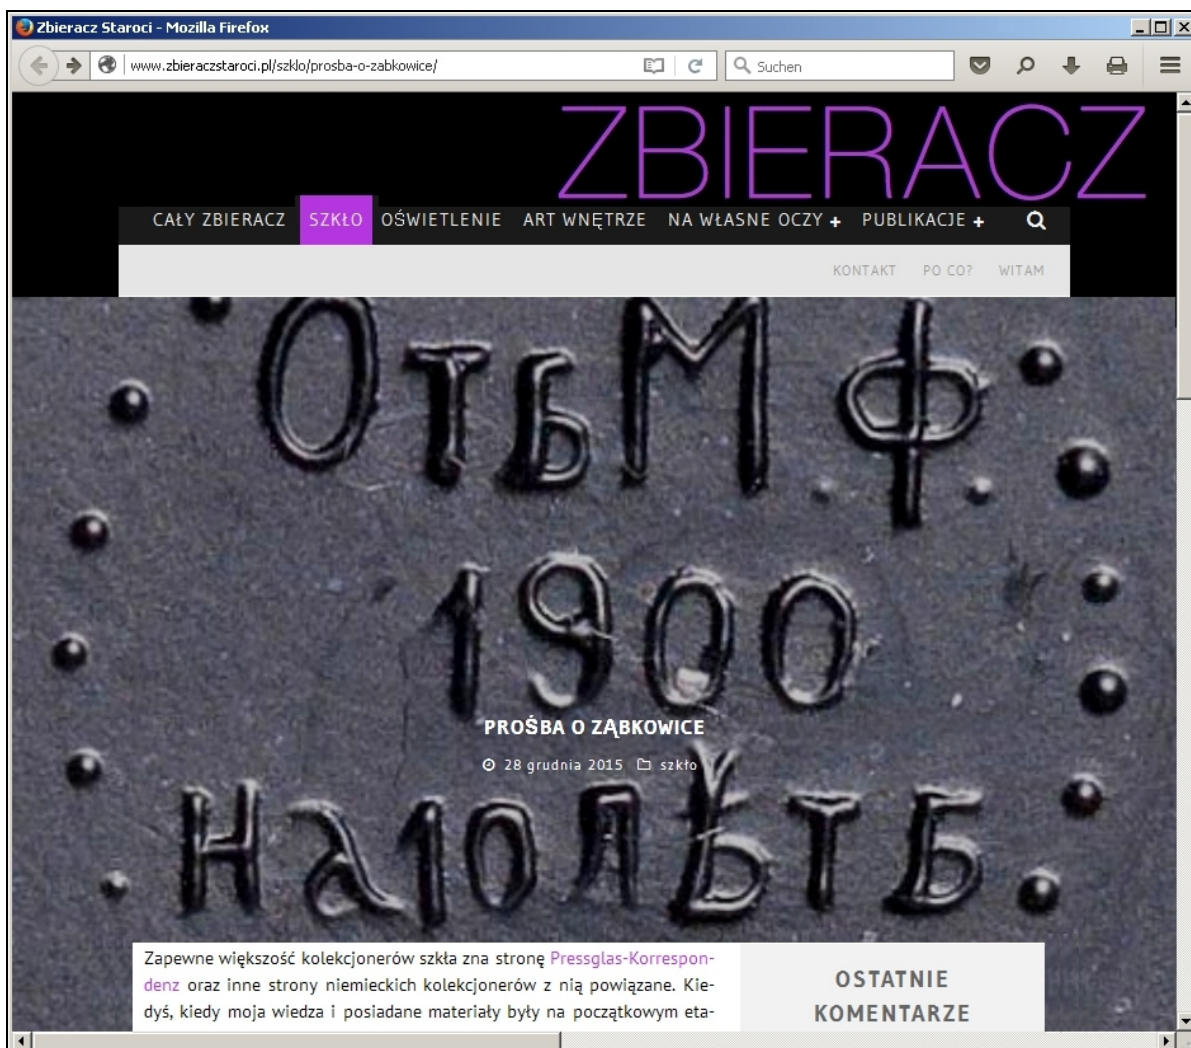 Zbieracz Staroci - Mozilla Firefox
www.zbieraczstaroci.pl/szklo/prosba-o-zabkowice/
Suchen
ZBIERACZ
CAŁY ZBIERACZ SZKŁO OŚWIETLENIE ART WNĘTRZE NA WŁASNE OCZY + PUBLIKACJE +
KONTAKT PO CO? WITAM
ОтьМ.Ф.
1900
PROŚBA O ZĄBKOWICE
28 grudnia 2015 szkło
на10лѣтъ
Zapewne większość kolekcjonerów szkła zna stronę Pressglas-Korrespon-
denz oraz inne strony niemieckich kolekcjonerów z nią powiązane. Kie-
dyś, kiedy moja wiedza i posiadane materiały były na początkowym eta-
OSTATNIE
KOMENTARZE